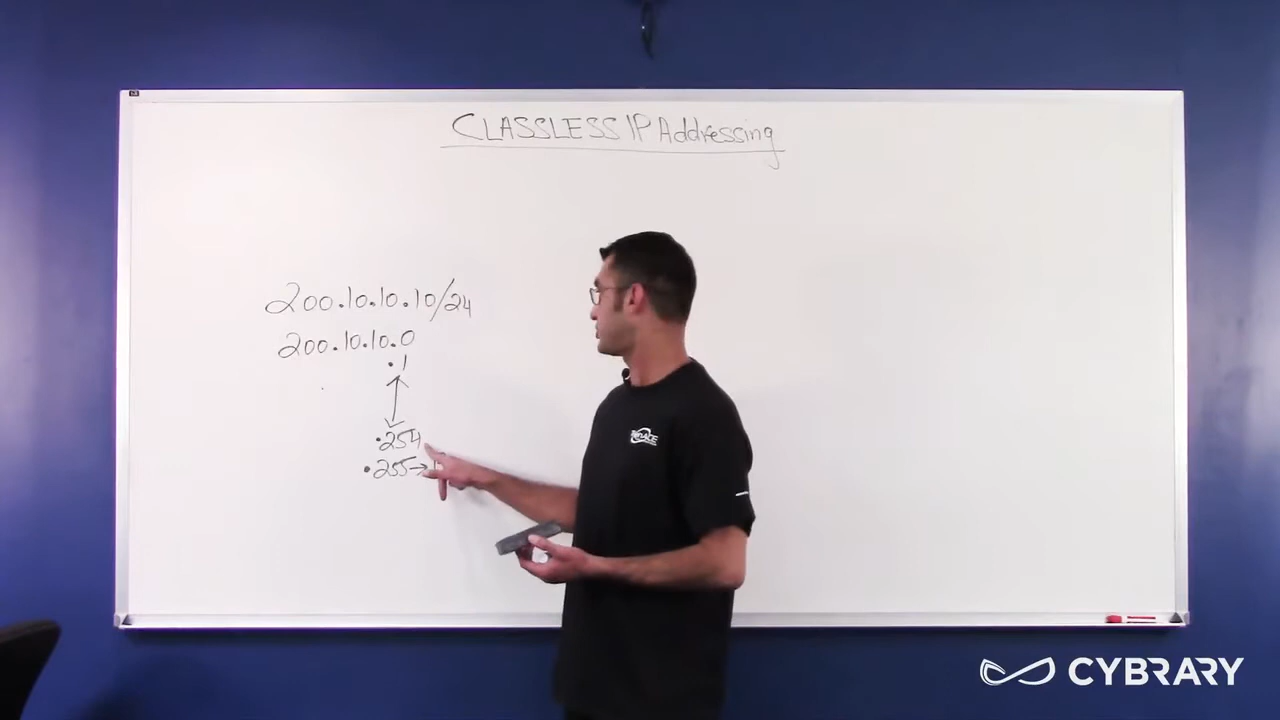 CLASSLESS IP Addressing
200.10.10.10/24
200.10.10.0
.1
.254
.255→
CYBRARY